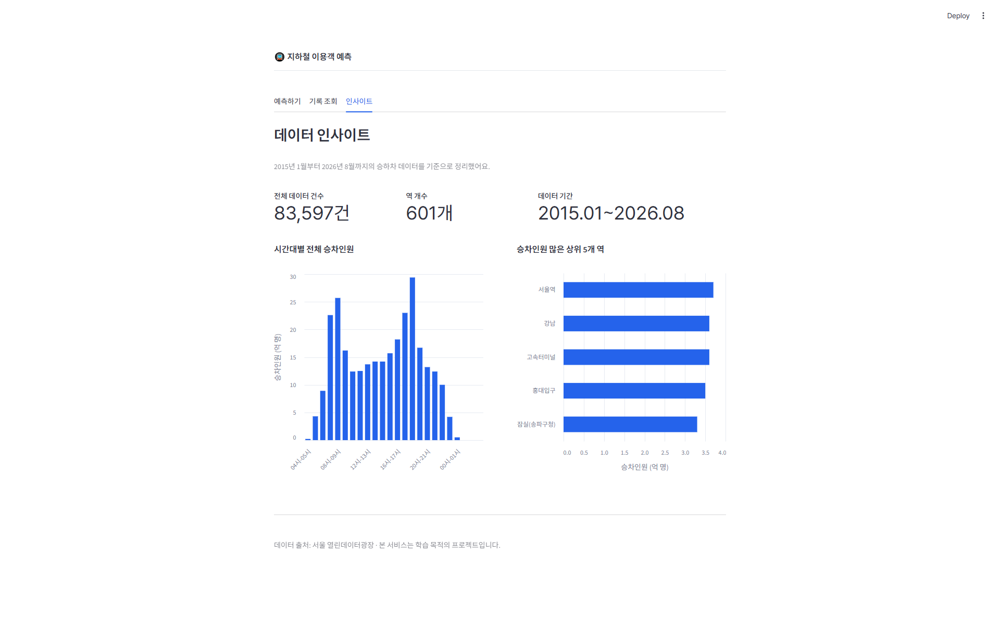 Deploy
지하철 이용객 예측
예측하기 기록 조회 인사이트
데이터 인사이트
2015년 1월부터 2026년 8월까지의 승하차 데이터를 기준으로 정리했어요.
전체 데이터 건수 역 개수 데이터 기간
83,597건 601개 2015.01~2026.08
시간대별 전체 승차인원
30
25
20
15
10
5
0
승차인원 (억 명)
04시-05시 08시-09시 12시-13시 16시-17시 20시-21시 00시-01시
승차인원 많은 상위 5개 역
서울역
강남
고속터미널
홍대입구
잠실(송파구청)
0.0 0.5 1.0 1.5 2.0 2.5 3.0 3.5 4.0
승차인원 (억 명)
데이터 출처: 서울 열린데이터광장 · 본 서비스는 학습 목적의 프로젝트입니다.